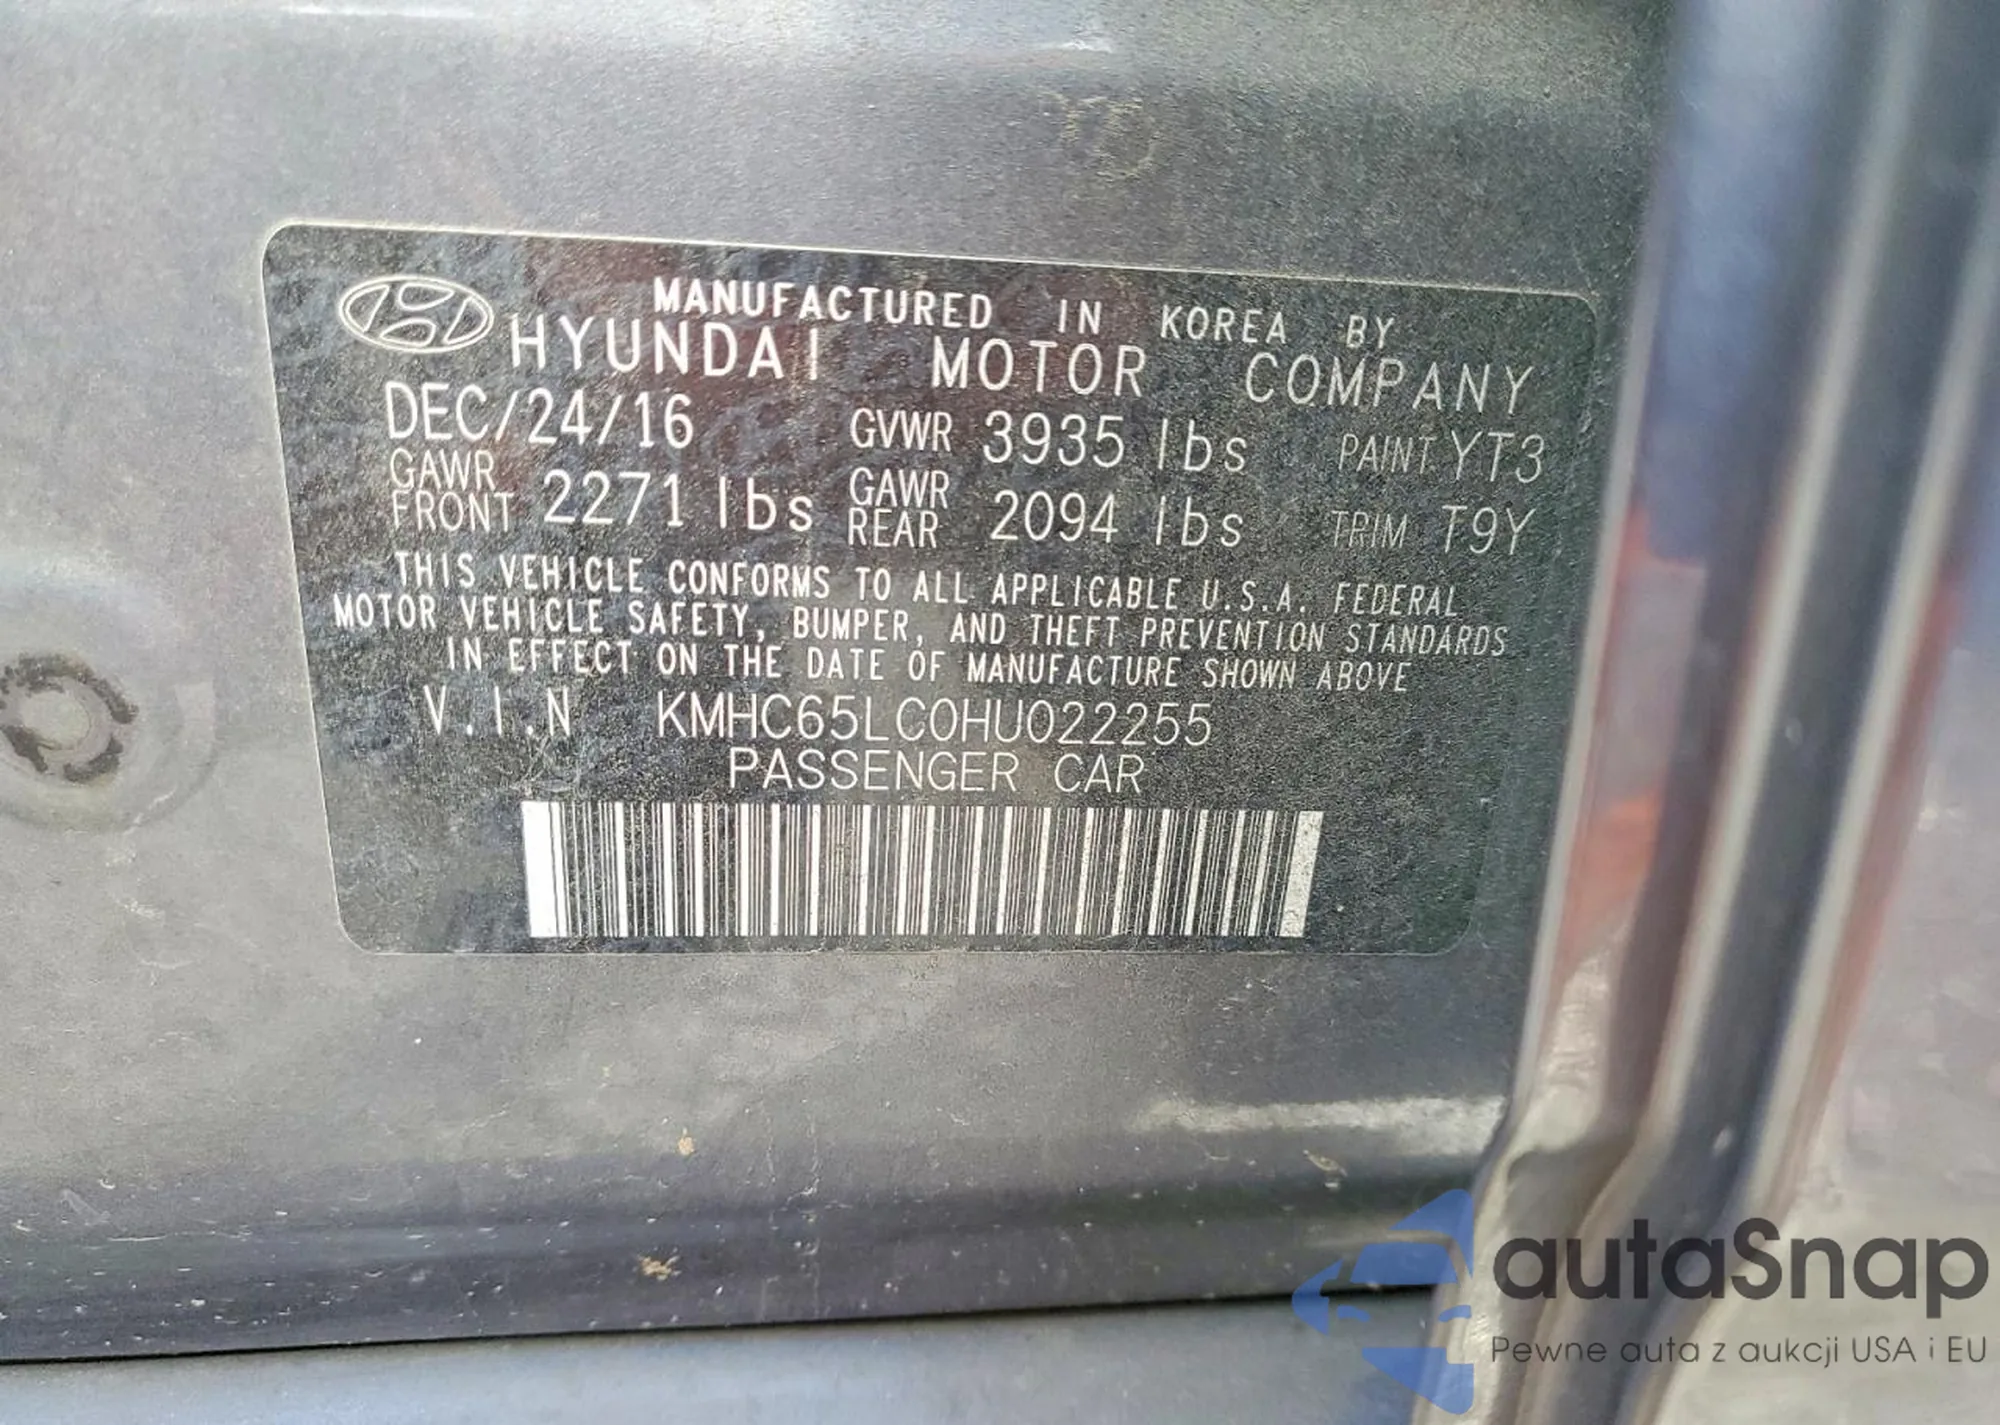 MANUFACTURED IN KOREA BY
HYUNDAI MOTOR COMPANY
DEC/24/16 GVWR 3935 lbs PAINT YT3
GAWR FRONT 2271 lbs GAWR REAR 2094 lbs TRIM T9Y
THIS VEHICLE CONFORMS TO ALL APPLICABLE U.S.A. FEDERAL
MOTOR VEHICLE SAFETY, BUMPER, AND THEFT PREVENTION STANDARDS
IN EFFECT ON THE DATE OF MANUFACTURE SHOWN ABOVE
V.I.N KMHC65LC0HU022255
PASSENGER CAR
autaSnap
Pewne auta z aukcji USA i EU